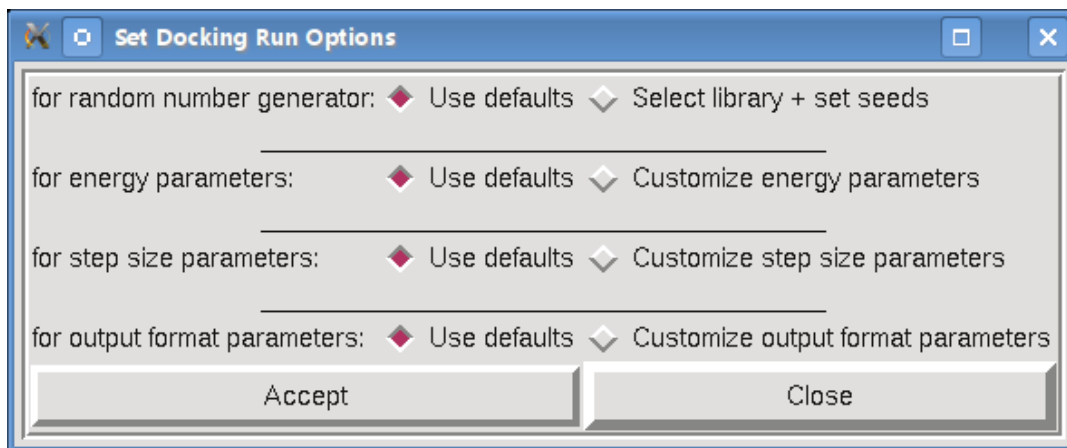 Set Docking Run Options
for random number generator: Use defaults Select library + set seeds
for energy parameters: Use defaults Customize energy parameters
for step size parameters: Use defaults Customize step size parameters
for output format parameters: Use defaults Customize output format parameters
Accept Close